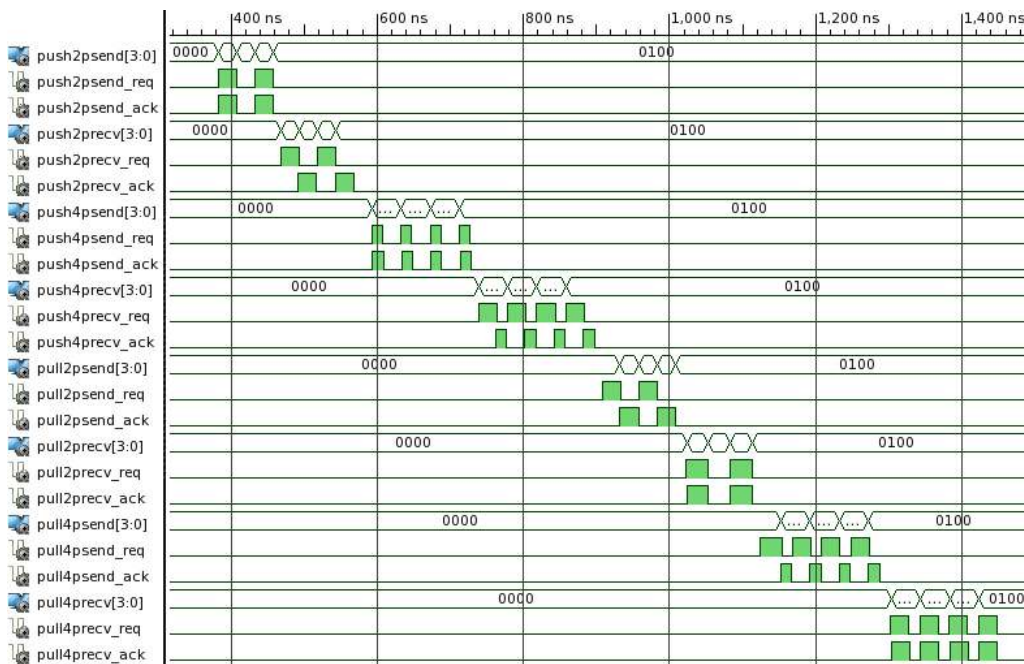 400 ns 600 ns 800 ns 1,000 ns 1,200 ns 1,400 ns
push2psend[3:0] 0000 0100
push2psend_req
push2psend_ack
push2precv[3:0] 0000 0100
push2precv_req
push2precv_ack
push4psend[3:0] 0000 ... ... ... 0100
push4psend_req
push4psend_ack
push4precv[3:0] 0000 ... ... ... 0100
push4precv_req
push4precv_ack
pull2psend[3:0] 0000 0100
pull2psend_req
pull2psend_ack
pull2precv[3:0] 0000 0100
pull2precv_req
pull2precv_ack
pull4psend[3:0] 0000 ... ... ... 0100
pull4psend_req
pull4psend_ack
pull4precv[3:0] 0000 ... ... ... 0100
pull4precv_req
pull4precv_ack